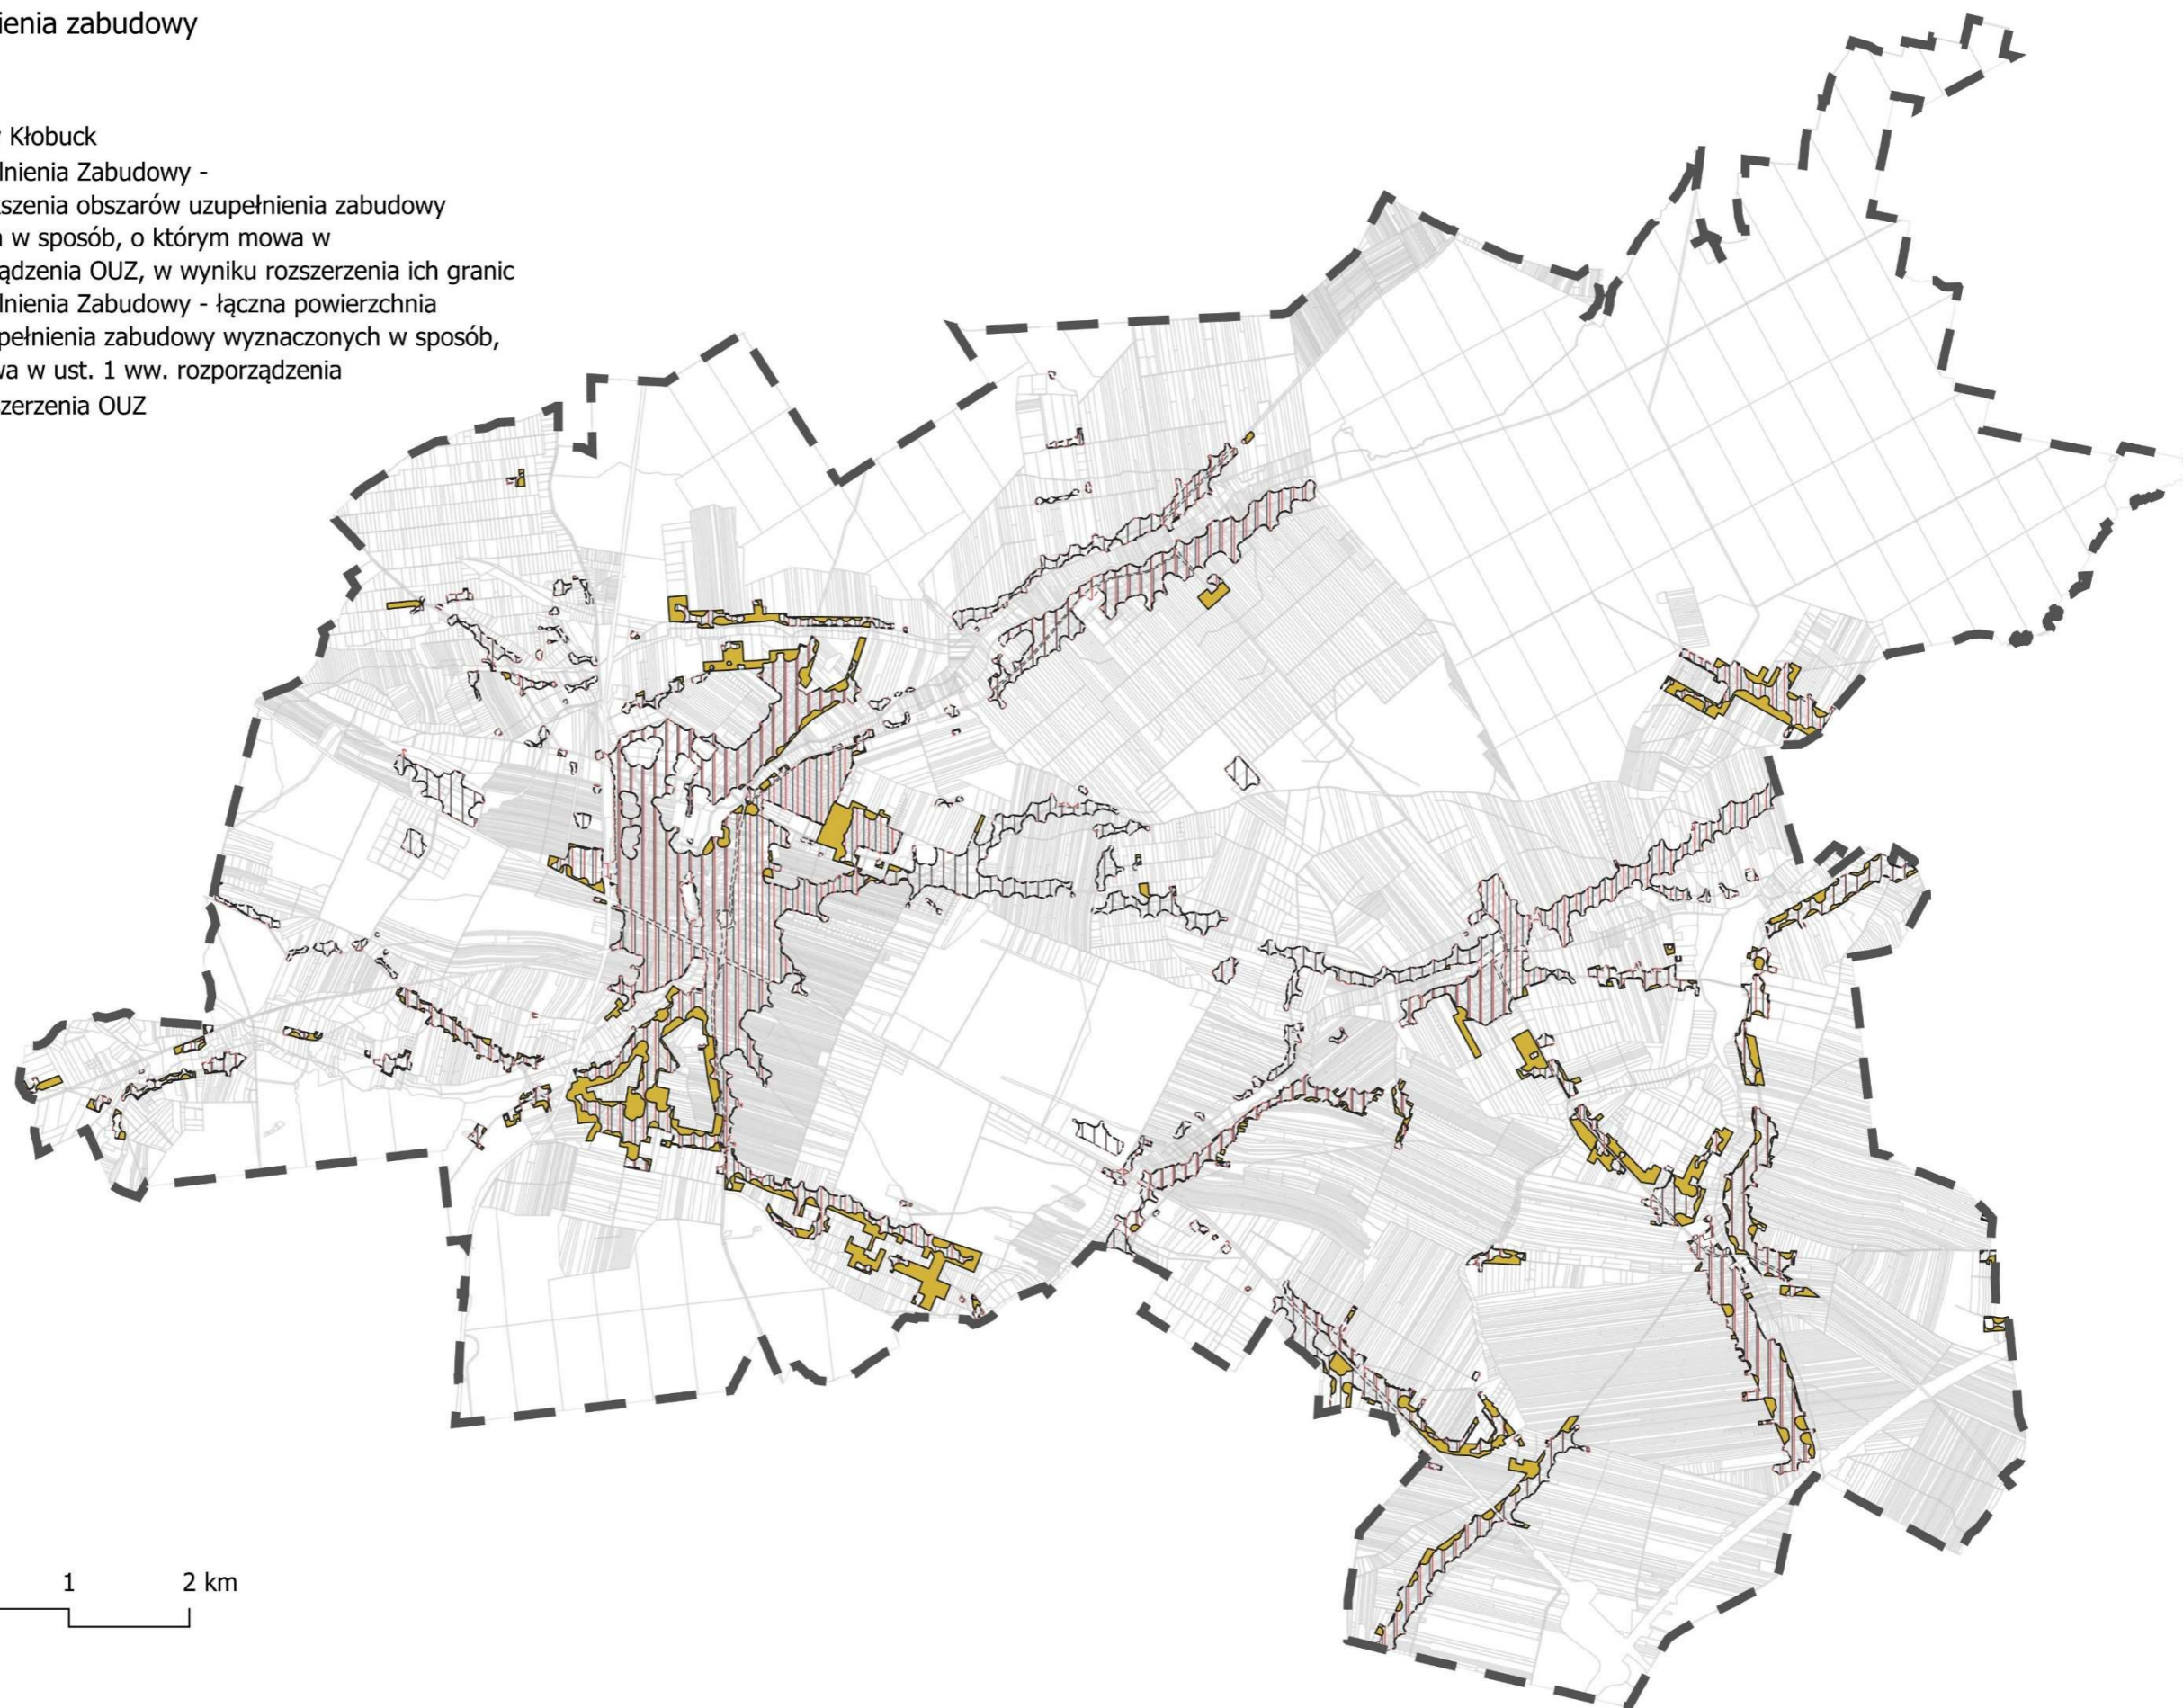 ienia zabudowy
Kłobuck
lnienia Zabudowy -
kszenia obszarów uzupełnienia zabudowy
w sposób, o którym mowa w
ądzenia OUZ, w wyniku rozszerzenia ich granic
lnienia Zabudowy - łączna powierzchnia
pełnienia zabudowy wyznaczonych w sposób,
wa w ust. 1 ww. rozporządzenia
zerzenia OUZ
1 2 km